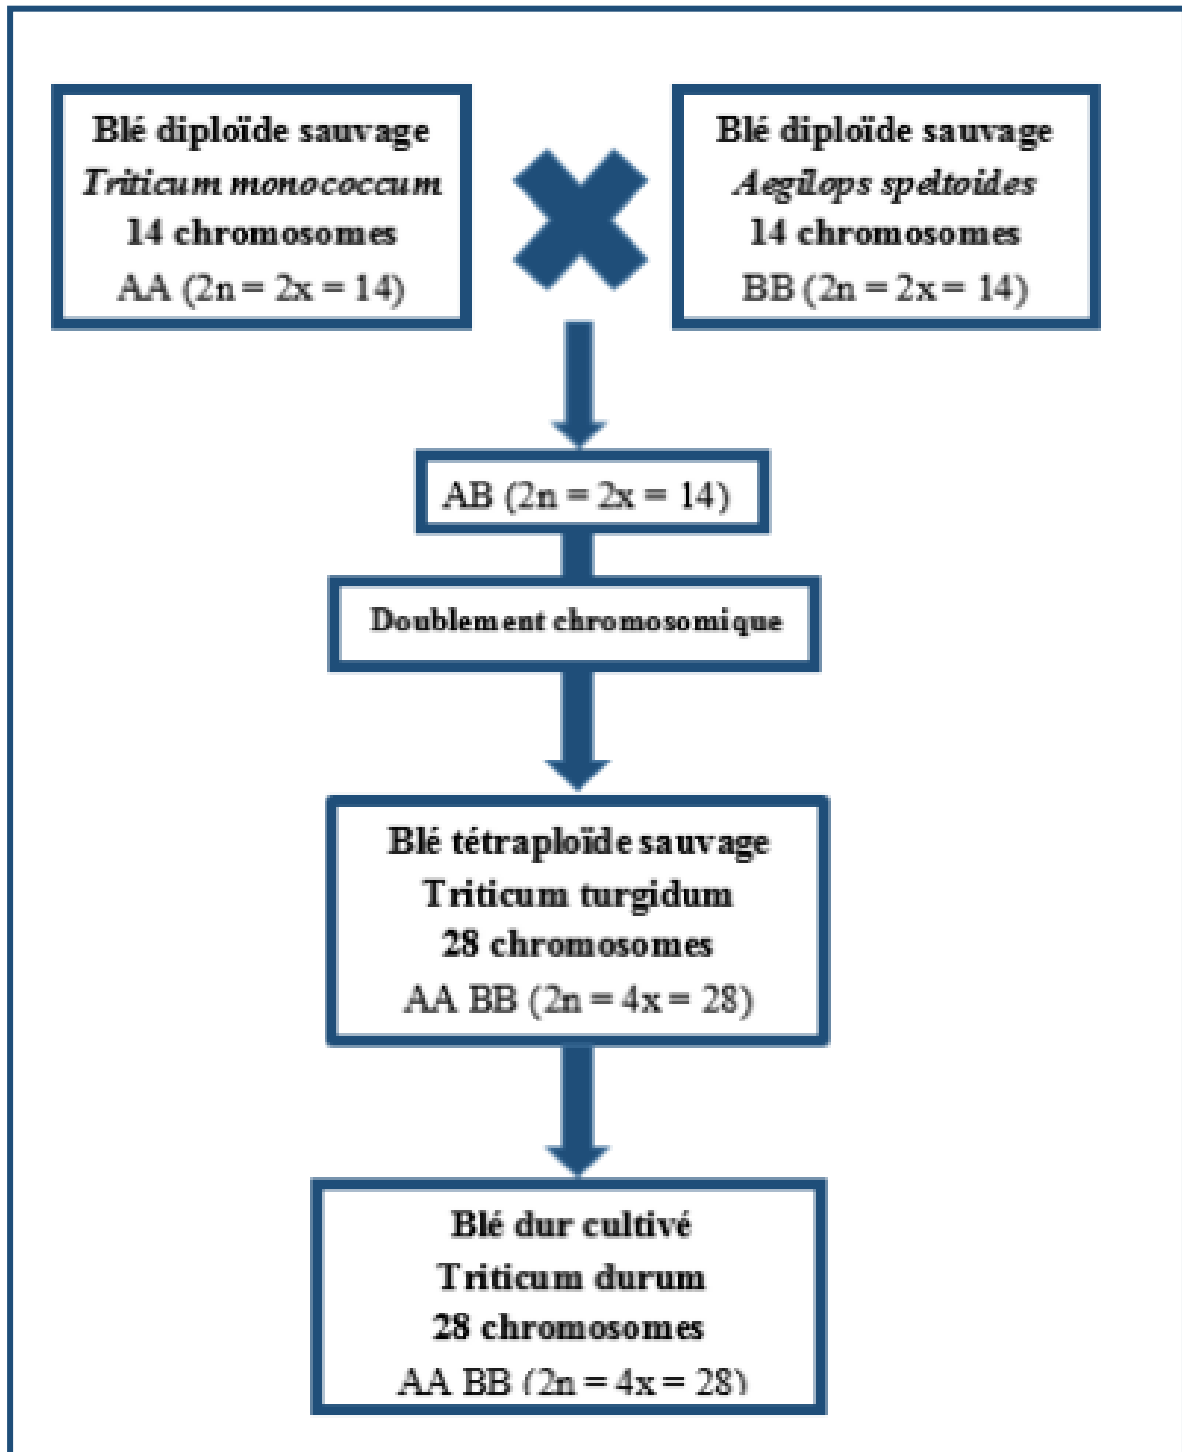 Blé diploïde sauvage
Triticum monococcum
14 chromosomes
AA (2n = 2x = 14)
Blé diploïde sauvage
Aegilops speltoides
14 chromosomes
BB (2n = 2x = 14)
AB (2n = 2x = 14)
Doublement chromosomique
Blé tétraploïde sauvage
Triticum turgidum
28 chromosomes
AA BB (2n = 4x = 28)
Blé dur cultivé
Triticum durum
28 chromosomes
AA BB (2n = 4x = 28)